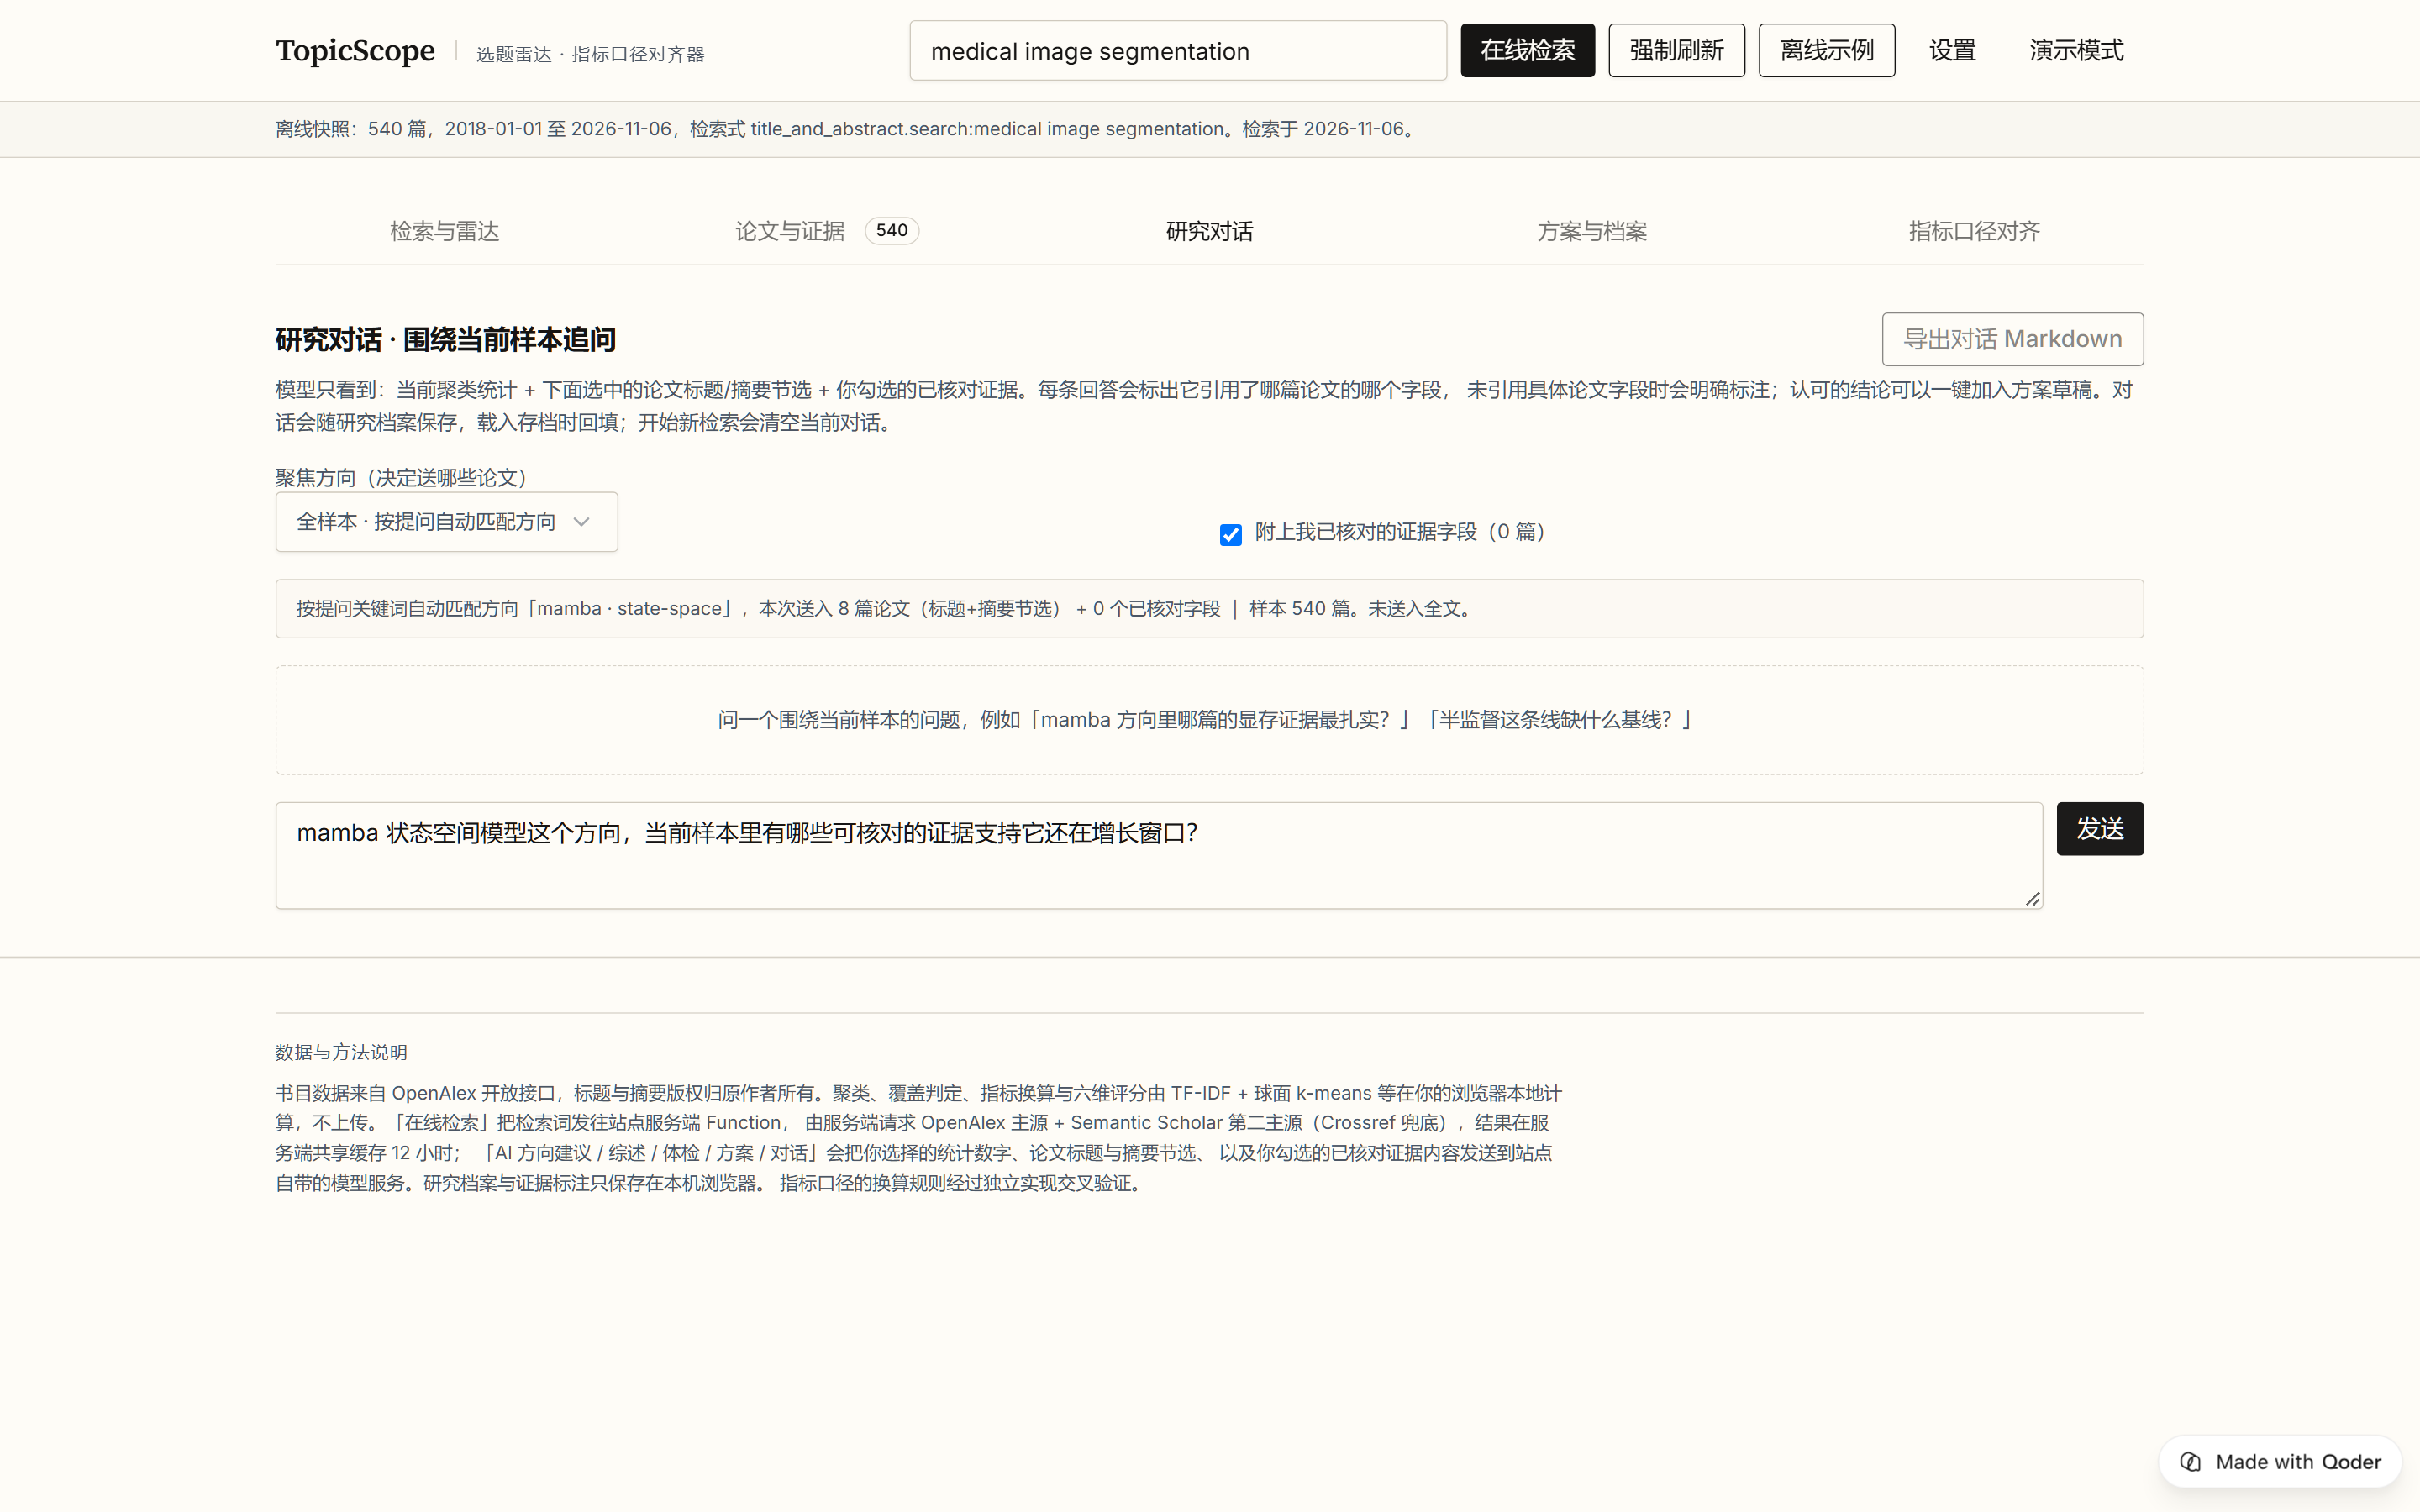 TopicScope
选题雷达 · 指标口径对齐器
medical image segmentation
在线检索
强制刷新
离线示例
设置
演示模式
离线快照：540 篇，2018-01-01 至 2026-11-06，检索式 title_and_abstract.search:medical image segmentation。检索于 2026-11-06。
检索与雷达
论文与证据 540
研究对话
方案与档案
指标口径对齐
研究对话 · 围绕当前样本追问
导出对话 Markdown
模型只看到：当前聚类统计 + 下面选中的论文标题/摘要节选 + 你勾选的已核对证据。每条回答会标出它引用了哪篇论文的哪个字段， 未引用具体论文字段时会明确标注；认可的结论可以一键加入方案草稿。对
话会随研究档案保存，载入存档时回填；开始新检索会清空当前对话。
聚焦方向（决定送哪些论文）
全样本 · 按提问自动匹配方向
附上我已核对的证据字段（0 篇）
按提问关键词自动匹配方向「mamba · state-space」，本次送入 8 篇论文（标题+摘要节选） + 0 个已核对字段 ｜ 样本 540 篇。未送入全文。
问一个围绕当前样本的问题，例如「mamba 方向里哪篇的显存证据最扎实？」「半监督这条线缺什么基线？」
mamba 状态空间模型这个方向，当前样本里有哪些可核对的证据支持它还在增长窗口？
发送
数据与方法说明
书目数据来自 OpenAlex 开放接口，标题与摘要版权归原作者所有。聚类、覆盖判定、指标换算与六维评分由 TF-IDF + 球面 k-means 等在你的浏览器本地计
算，不上传。「在线检索」把检索词发往站点服务端 Function， 由服务端请求 OpenAlex 主源 + Semantic Scholar 第二主源（Crossref 兜底），结果在服
务端共享缓存 12 小时； 「AI 方向建议 / 综述 / 体检 / 方案 / 对话」会把你选择的统计数字、论文标题与摘要节选、 以及你勾选的已核对证据内容发送到站点
自带的模型服务。研究档案与证据标注只保存在本机浏览器。 指标口径的换算规则经过独立实现交叉验证。
Made with Qoder